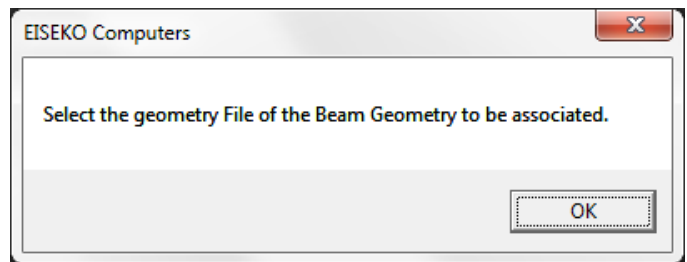 EISEKO Computers
Select the geometry File of the Beam Geometry to be associated.
OK